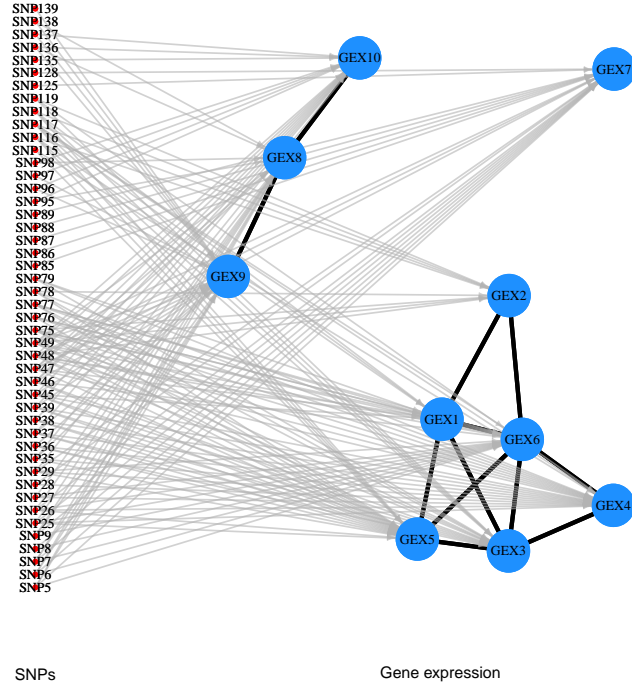 SNP139
SNP138
SNP137
SNP136
SNP135
SNP128
SNP125
SNP119
SNP118
SNP117
SNP116
SNP115
SNP98
SNP97
SNP96
SNP95
SNP89
SNP88
SNP87
SNP86
SNP85
SNP79
SNP78
SNP77
SNP76
SNP75
SNP49
SNP48
SNP47
SNP46
SNP45
SNP39
SNP38
SNP37
SNP36
SNP35
SNP29
SNP28
SNP27
SNP26
SNP25
SNP9
SNP8
SNP7
SNP6
SNP5
GEX10
GEX7
GEX8
GEX9
GEX2
GEX1
GEX6
GEX4
GEX5
GEX3
SNPs
Gene expression